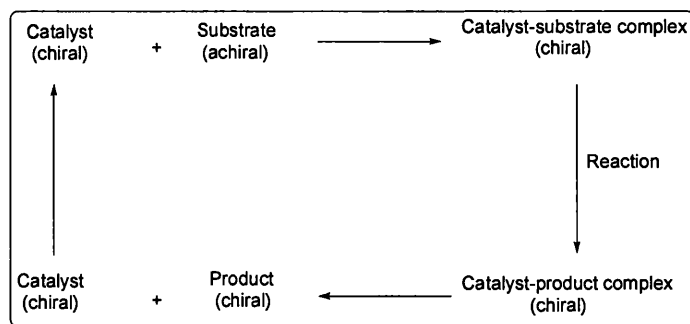 Catalyst + Substrate Catalyst-substrate complex
(chiral) (achiral) (chiral)
Reaction
Catalyst + Product Catalyst-product complex
(chiral) (chiral) (chiral)